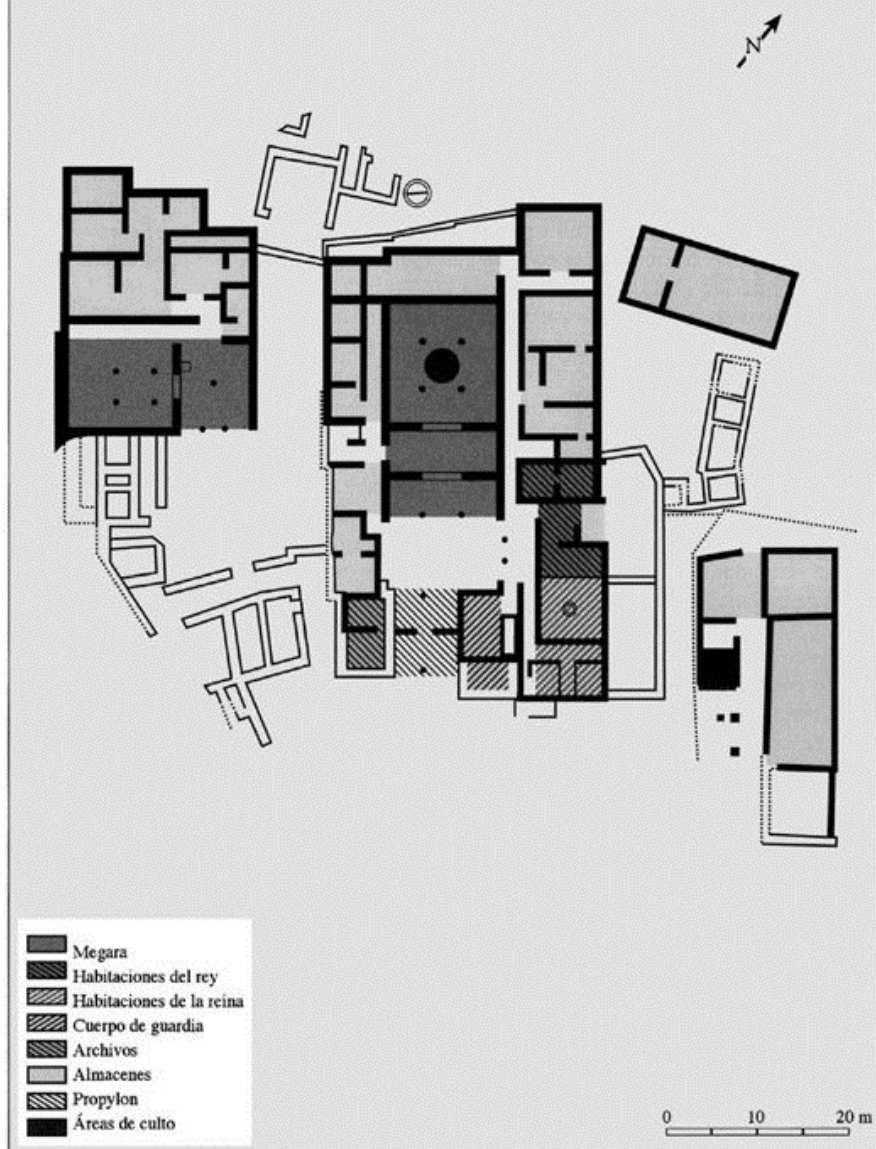 N
Megara
Habitaciones del rey
Habitaciones de la reina
Cuerpo de guardia
Archivos
Almacenes
Propylon
Áreas de culto
0 10 20 m